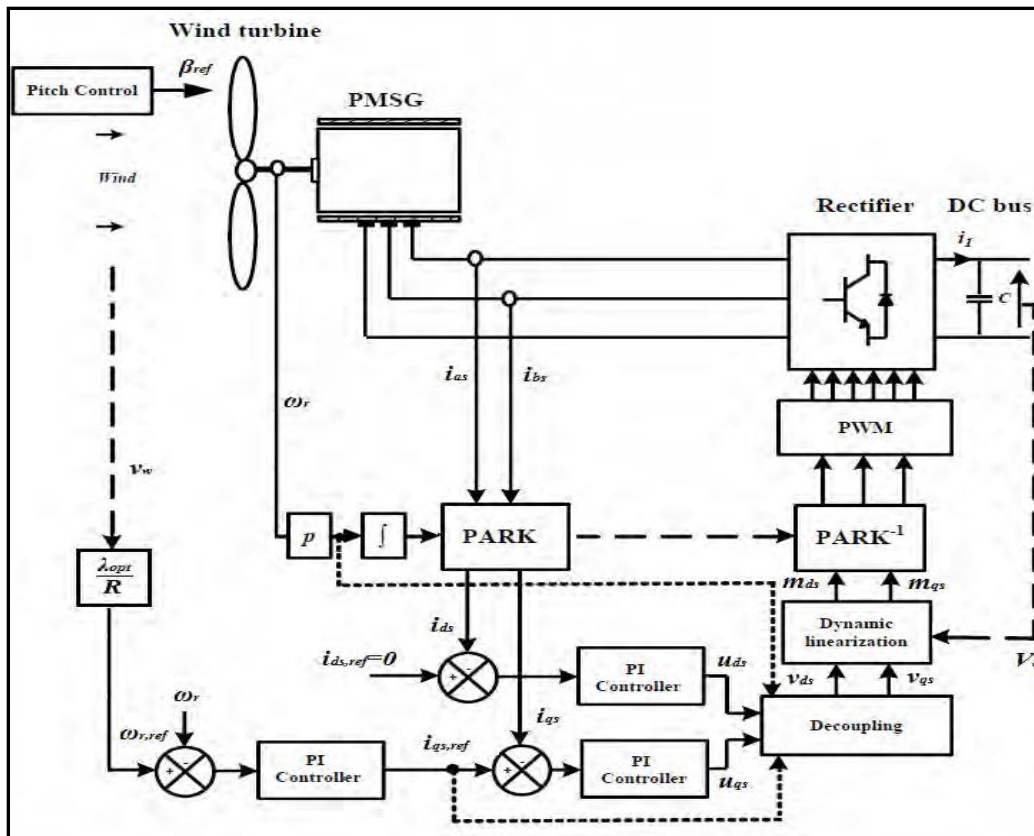 Wind turbine
βref
Pitch Control
PMSG
Wind
Rectifier
DC bus
i1
C
ias
ibs
ωr
PWM
vw
p
∫
PARK
PARK-1
λopt
R
mds
mqs
ids
Dynamic
linearization
ids,ref=0
PI
Controller
uds
vds
vqs
ωr
iqs
Decoupling
ωr,ref
PI
Controller
iqs,ref
PI
Controller
uqs